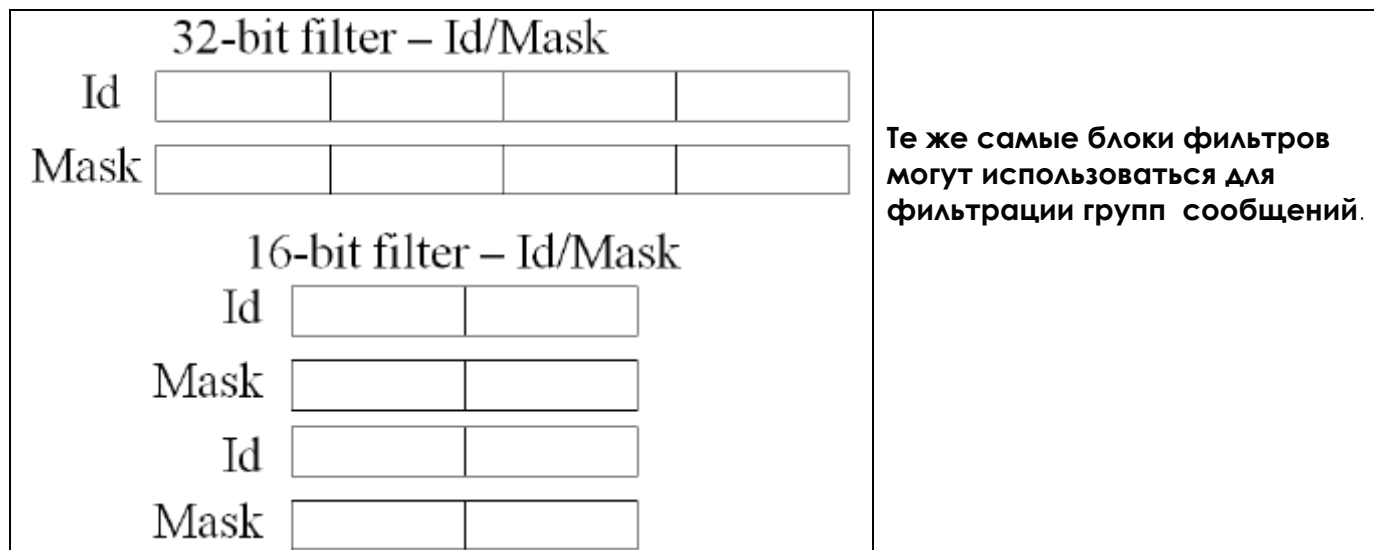 32-bit filter – Id/Mask
Id
Mask
16-bit filter – Id/Mask
Id
Mask
Id
Mask
Те же самые блоки фильтров
могут использоваться для
фильтрации групп сообщений.